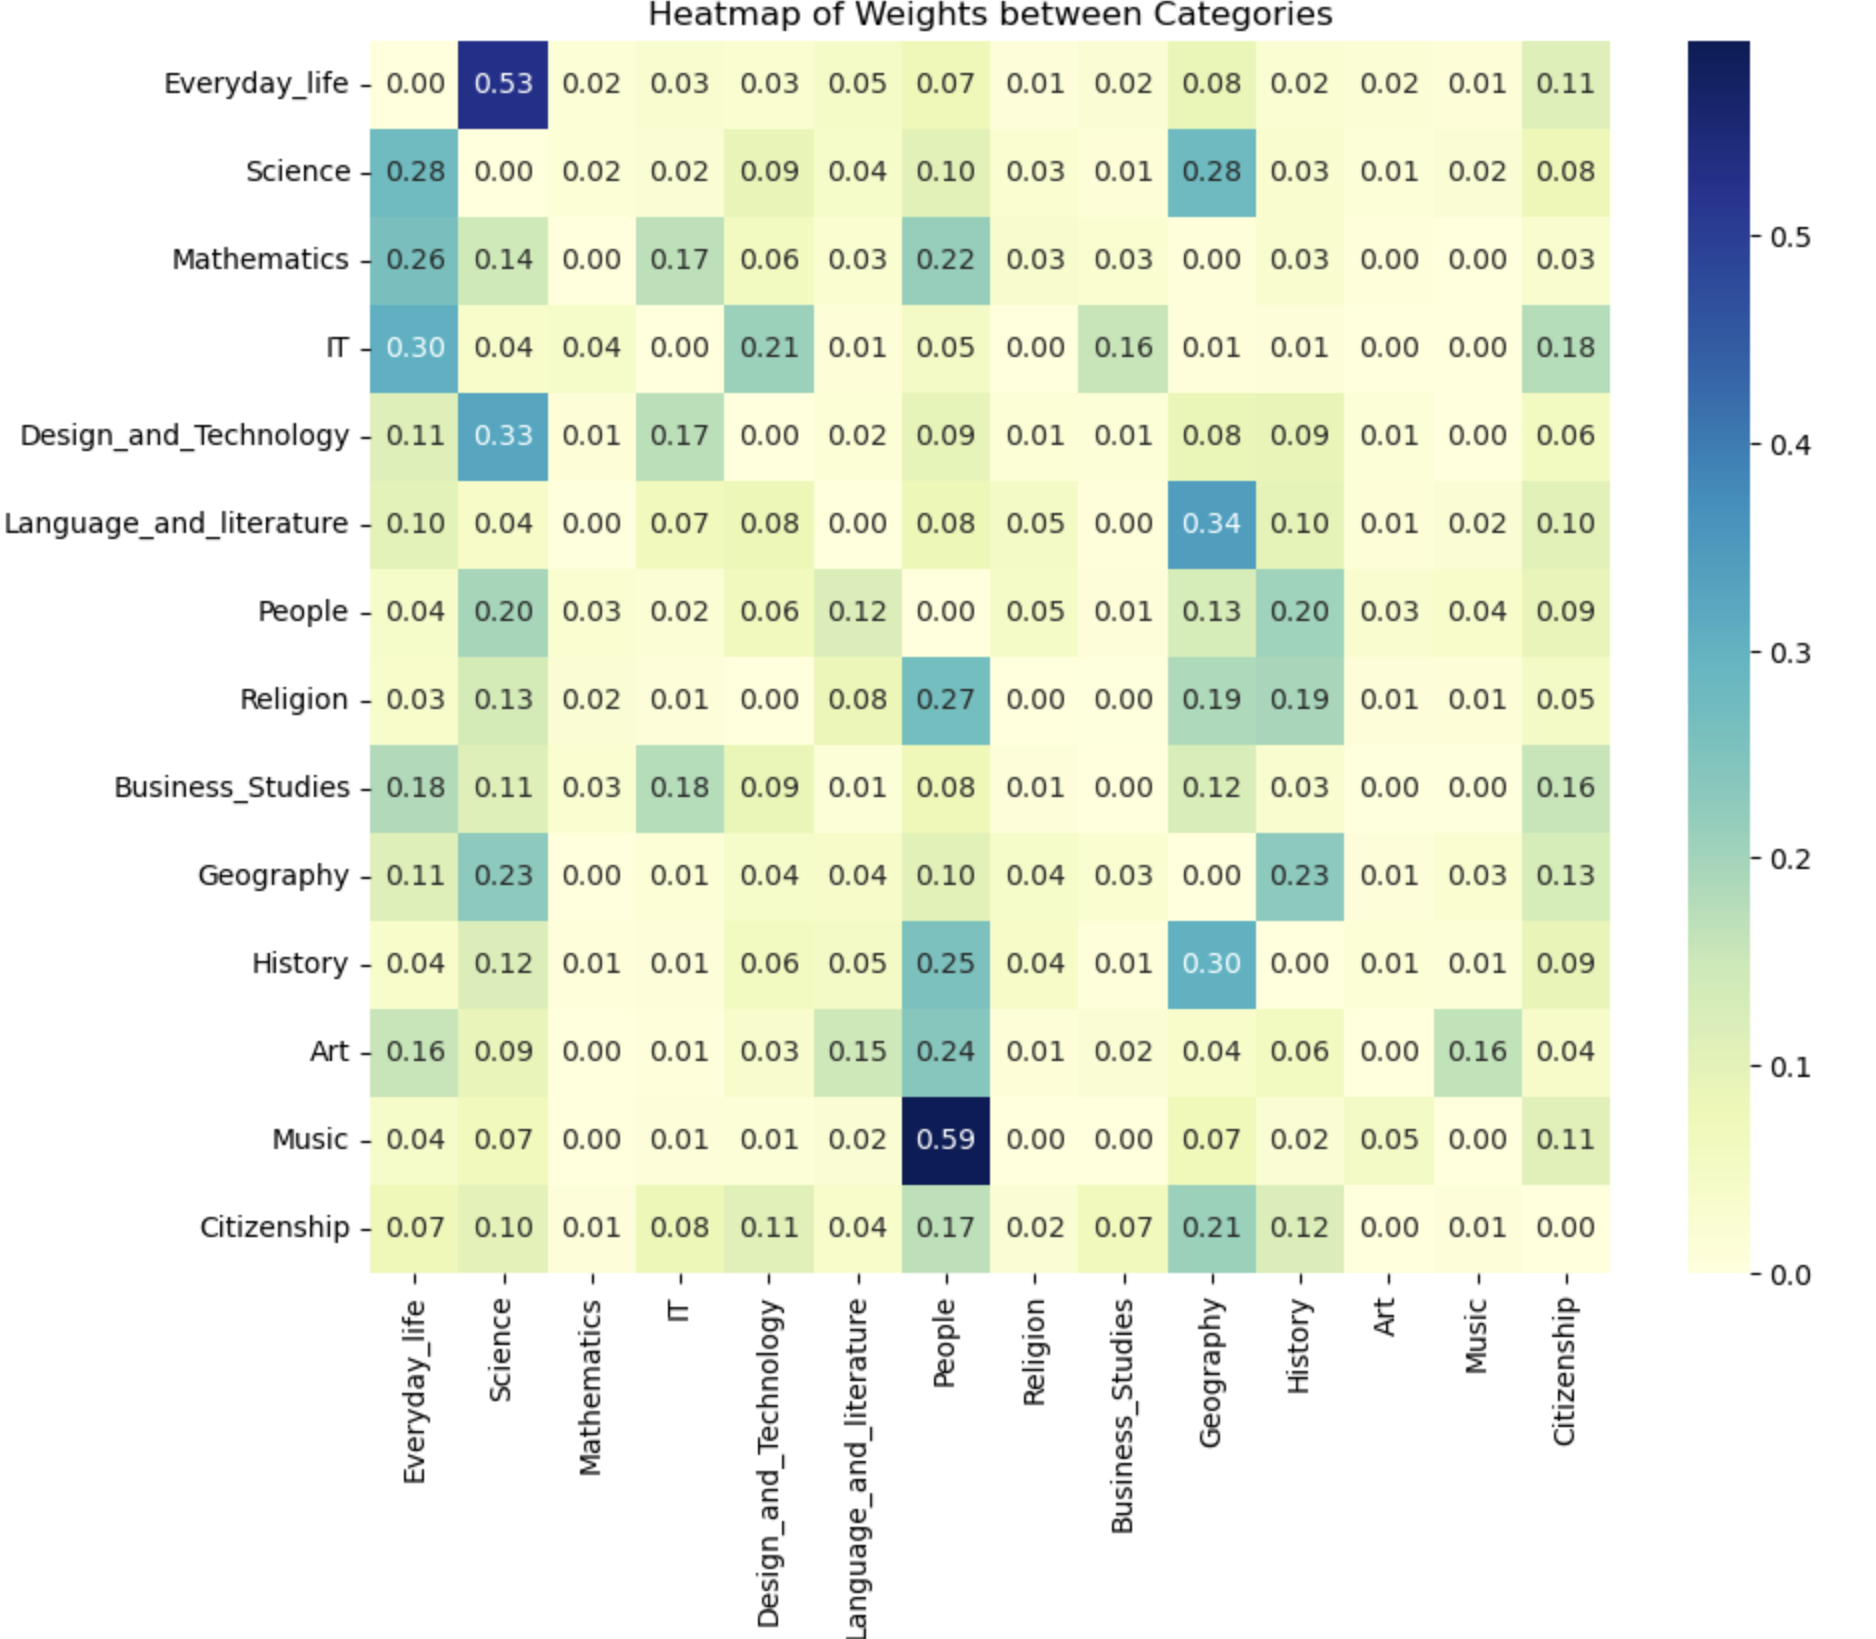 Heatmap of Weights between Categories
Everyday_life 0.00 0.53 0.02 0.03 0.03 0.05 0.07 0.01 0.02 0.08 0.02 0.02 0.01 0.11
Science 0.28 0.00 0.02 0.02 0.09 0.04 0.10 0.03 0.01 0.28 0.03 0.01 0.02 0.08
Mathematics 0.26 0.14 0.00 0.17 0.06 0.03 0.22 0.03 0.03 0.00 0.03 0.00 0.00 0.03
IT 0.30 0.04 0.04 0.00 0.21 0.01 0.05 0.00 0.16 0.01 0.01 0.00 0.00 0.18
Design_and_Technology 0.11 0.33 0.01 0.17 0.00 0.02 0.09 0.01 0.01 0.08 0.09 0.01 0.00 0.06
Language_and_literature 0.10 0.04 0.00 0.07 0.08 0.00 0.08 0.05 0.00 0.34 0.10 0.01 0.02 0.10
People 0.04 0.20 0.03 0.02 0.06 0.12 0.00 0.05 0.01 0.13 0.20 0.03 0.04 0.09
Religion 0.03 0.13 0.02 0.01 0.00 0.08 0.27 0.00 0.00 0.19 0.19 0.01 0.01 0.05
Business_Studies 0.18 0.11 0.03 0.18 0.09 0.01 0.08 0.01 0.00 0.12 0.03 0.00 0.00 0.16
Geography 0.11 0.23 0.00 0.01 0.04 0.04 0.10 0.04 0.03 0.00 0.23 0.01 0.03 0.13
History 0.04 0.12 0.01 0.01 0.06 0.05 0.25 0.04 0.01 0.30 0.00 0.01 0.01 0.09
Art 0.16 0.09 0.00 0.01 0.03 0.15 0.24 0.01 0.02 0.04 0.06 0.00 0.16 0.04
Music 0.04 0.07 0.00 0.01 0.01 0.02 0.59 0.00 0.00 0.07 0.02 0.05 0.00 0.11
Citizenship 0.07 0.10 0.01 0.08 0.11 0.04 0.17 0.02 0.07 0.21 0.12 0.00 0.01 0.00
Everyday_life
Science
Mathematics
IT
Design_and_Technology
Language_and_literature
People
Religion
Business_Studies
Geography
History
Art
Music
Citizenship
0.5
0.4
0.3
0.2
0.1
0.0